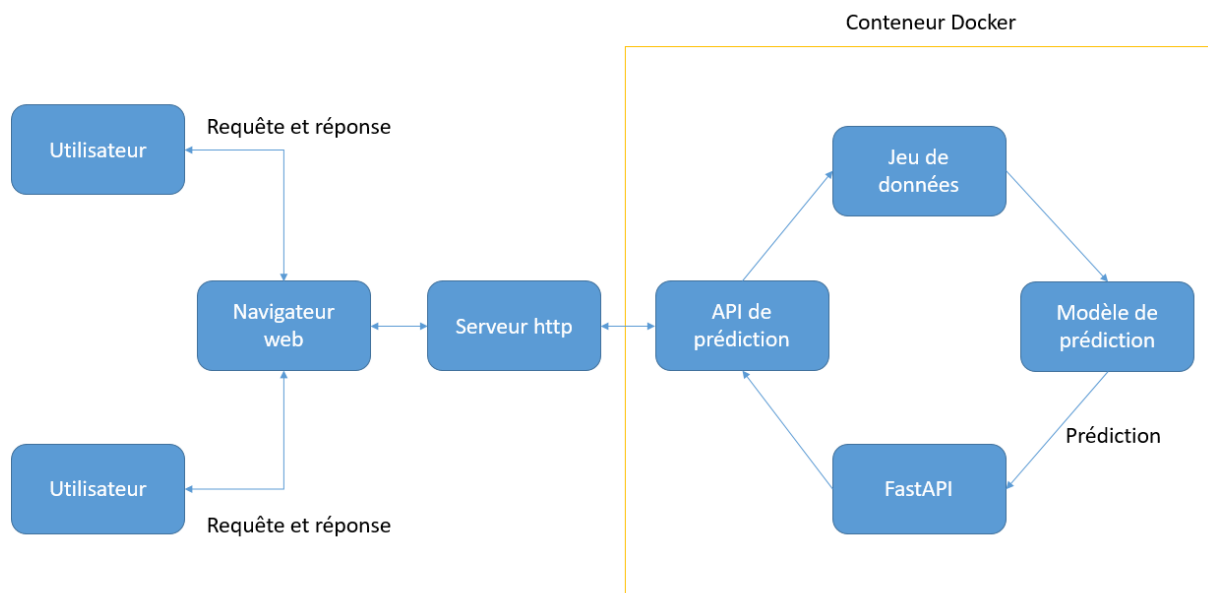 Conteneur Docker
Utilisateur
Requête et réponse
Jeu de
données
Navigateur
web
Serveur http
API de
prédiction
Modèle de
prédiction
Prédiction
Utilisateur
FastAPI
Requête et réponse